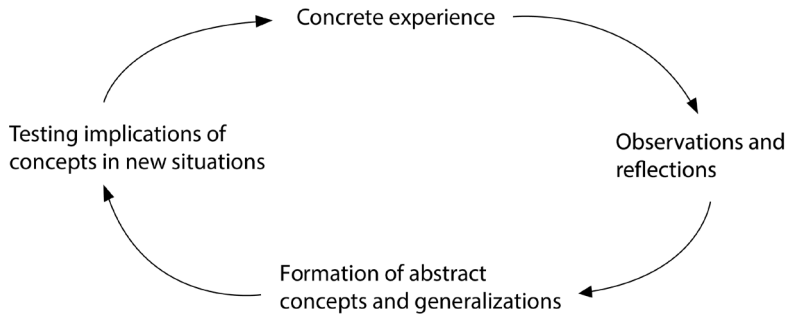 Concrete experience
Observations and
reflections
Formation of abstract
concepts and generalizations
Testing implications of
concepts in new situations